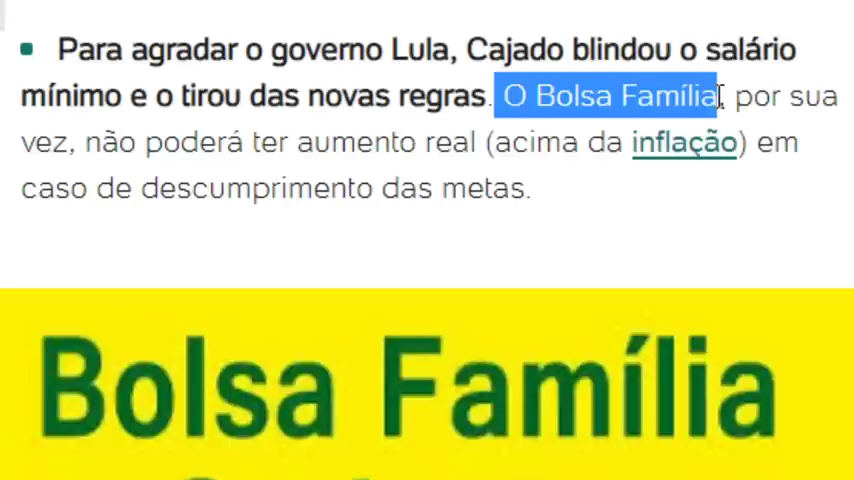 Para agradar o governo Lula, Cajado blindou o salário
mínimo e o tirou das novas regras. O Bolsa Família, por sua
vez, não poderá ter aumento real (acima da inflação) em
caso de descumprimento das metas.
Bolsa Família